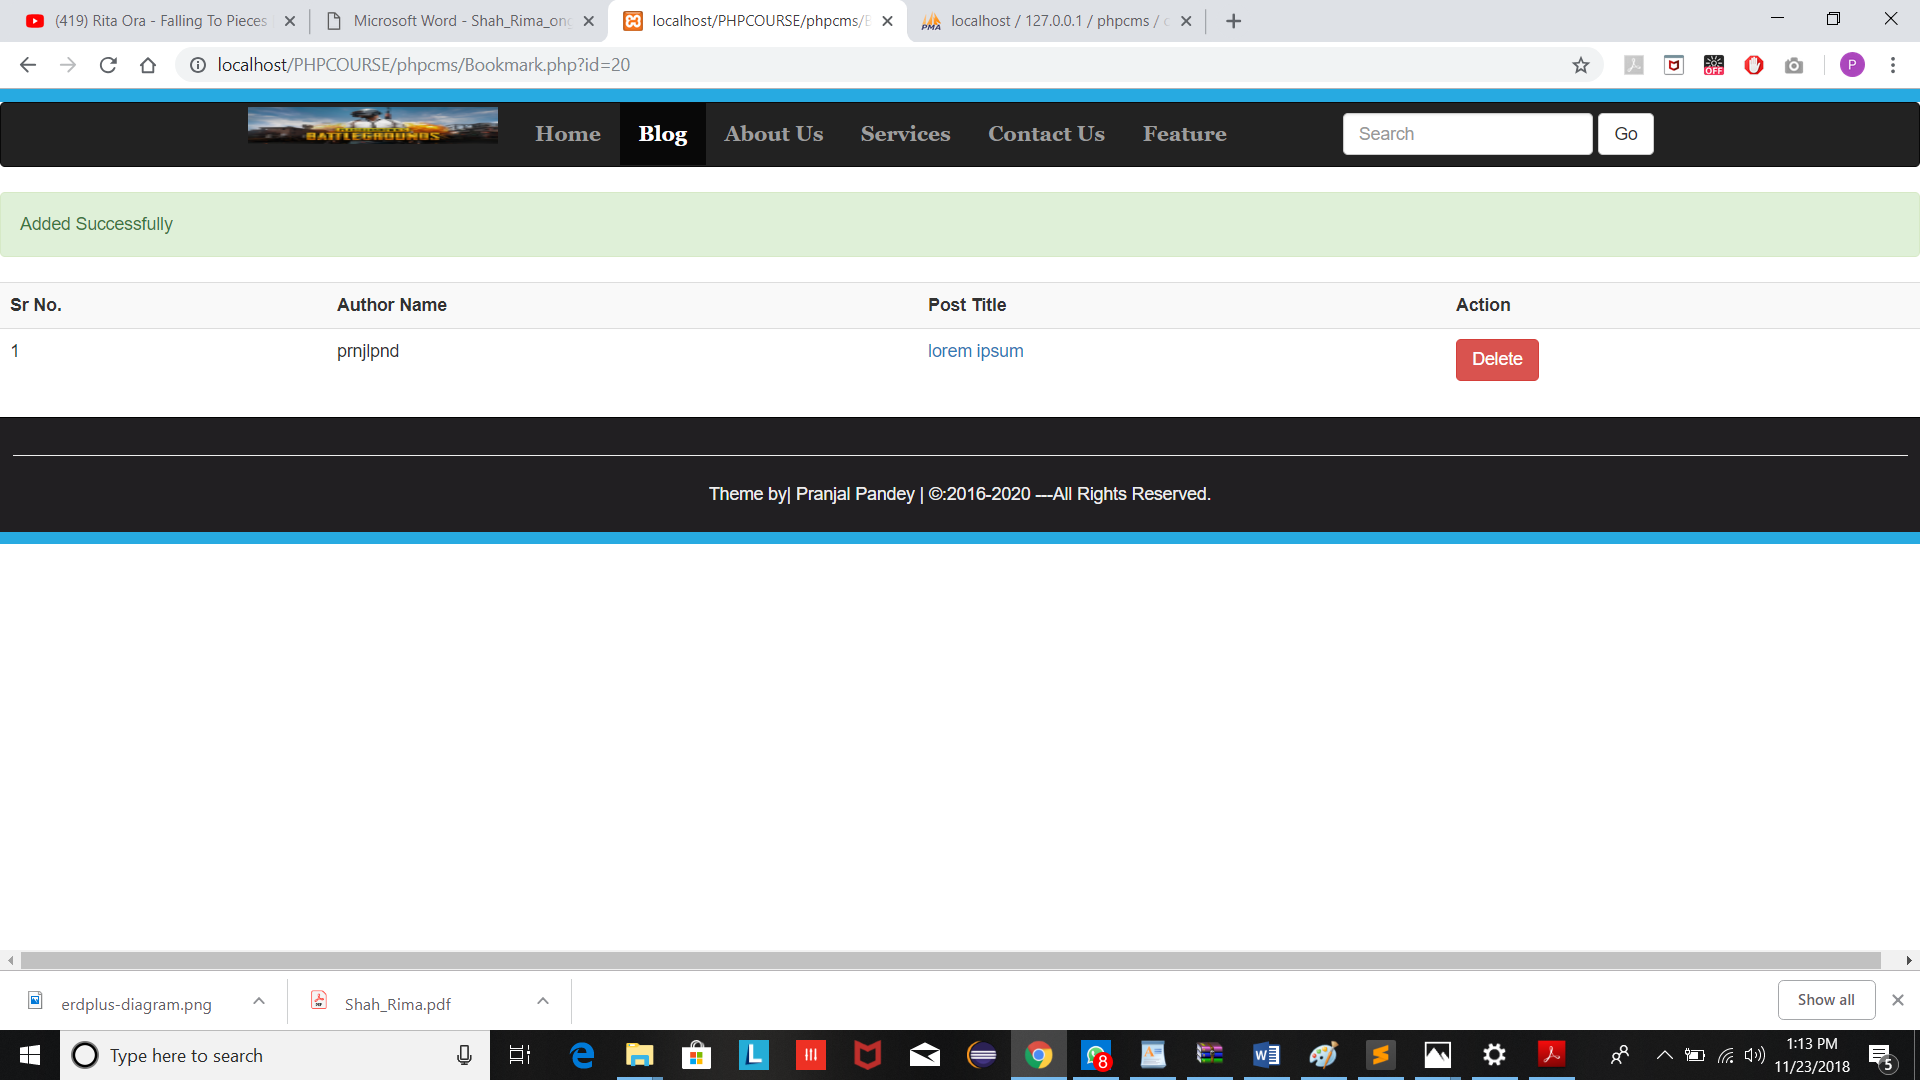 (419) Rita Ora - Falling To Pieces
Microsoft Word - Shah_Rima_ong
localhost/PHPCOURSE/phpcms/B
PMA
localhost / 127.0.0.1 / phpcms / c
localhost/PHPCOURSE/phpcms/Bookmark.php?id=20
OFF
P
BATTLEGROUNDS
Home
Blog
About Us
Services
Contact Us
Feature
Search
Go
Added Successfully
Sr No.
Author Name
Post Title
Action
1
prnjlpnd
lorem ipsum
Delete
Theme by| Pranjal Pandey | ©:2016-2020 ---All Rights Reserved.
erdplus-diagram.png
Shah_Rima.pdf
Show all
Type here to search
L
8
1:13 PM
11/23/2018
5